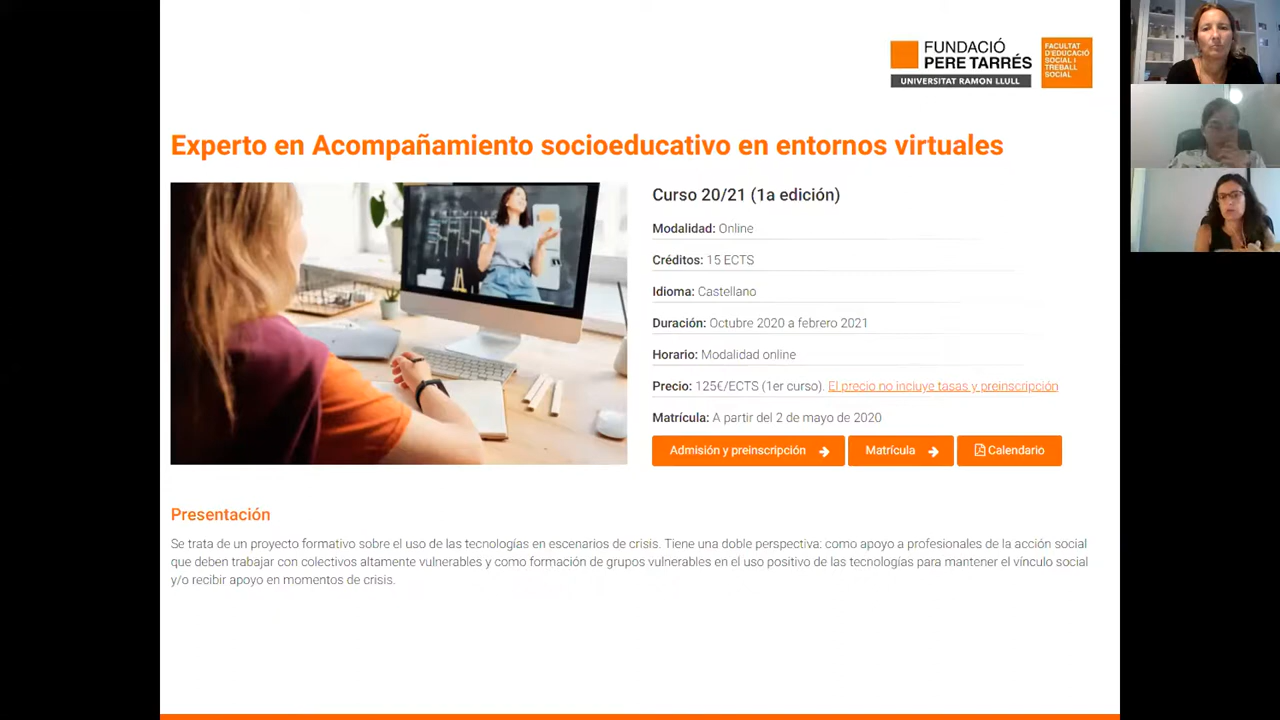 FUNDACIÓ
PERE TARRÉS
UNIVERSITAT RAMON LLULL
FACULTAT
D'EDUCACIÓ
SOCIAL I
TREBALL
SOCIAL
Experto en Acompañamiento socioeducativo en entornos virtuales
Curso 20/21 (1a edición)
Modalidad: Online
Créditos: 15 ECTS
Idioma: Castellano
Duración: Octubre 2020 a febrero 2021
Horario: Modalidad online
Precio: 125€/ECTS (1er curso). El precio no incluye tasas y preinscripción
Matrícula: A partir del 2 de mayo de 2020
Admisión y preinscripción
Matrícula
Calendario
Presentación
Se trata de un proyecto formativo sobre el uso de las tecnologías en escenarios de crisis. Tiene una doble perspectiva: como apoyo a profesionales de la acción social
que deben trabajar con colectivos altamente vulnerables y como formación de grupos vulnerables en el uso positivo de las tecnologías para mantener el vínculo social
y/o recibir apoyo en momentos de crisis.